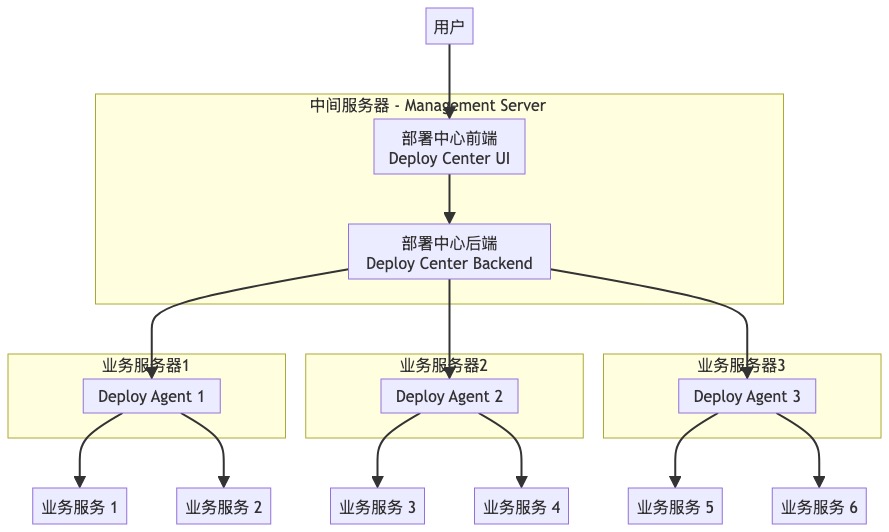 用户
中间服务器 - Management Server
部署中心前端
Deploy Center UI
部署中心后端
Deploy Center Backend
业务服务器1
业务服务器2
业务服务器3
Deploy Agent 1
Deploy Agent 2
Deploy Agent 3
业务服务 1
业务服务 2
业务服务 3
业务服务 4
业务服务 5
业务服务 6